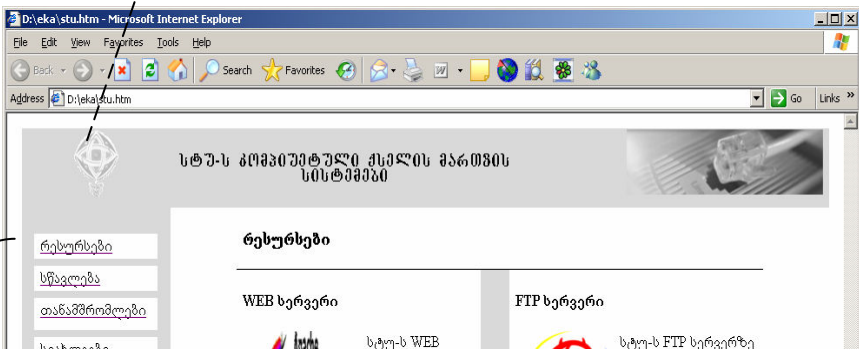 D:\eka\stu.htm - Microsoft Internet Explorer
File Edit View Favorites Tools Help
Back Search Favorites
Address D:\eka\stu.htm Go Links »
სტუ-ს კომპიუტეტული ქსელის მართვის
სისტემები
რესურსები
რესურსები
სწავლება
თანამშრომლები
WEB სერვერი
FTP სერვერი
Apache
სტუ-ს WEB
სტუ-ს FTP სერვერზე